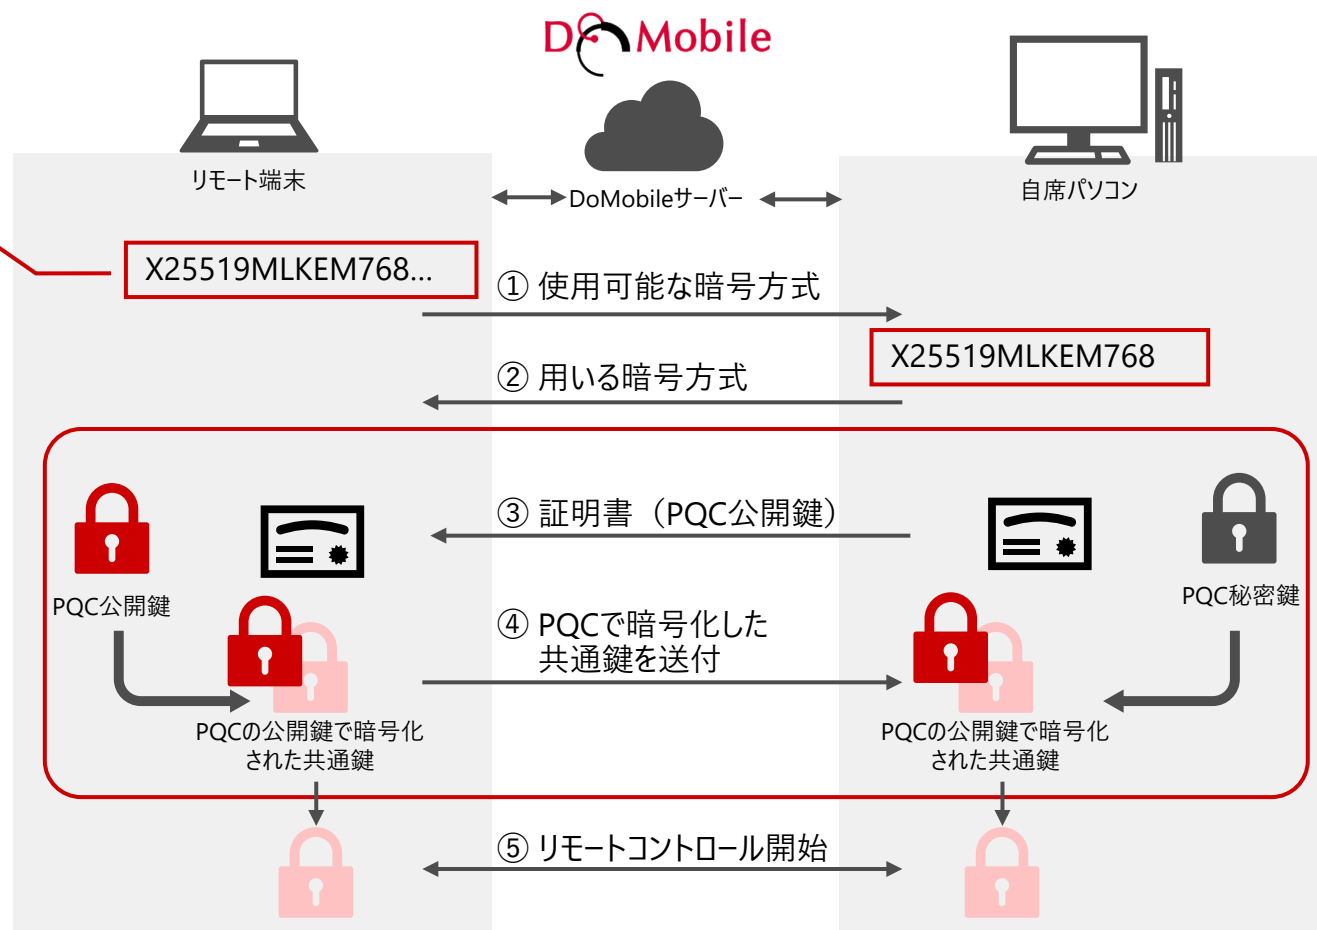 DoMobile
リモート端末
DoMobileサーバー
自席パソコン
X25519MLKEM768...
① 使用可能な暗号方式
X25519MLKEM768
② 用いる暗号方式
③ 証明書（PQC公開鍵）
PQC公開鍵
PQC秘密鍵
④ PQCで暗号化した
共通鍵を送付
PQCの公開鍵で暗号化
された共通鍵
PQCの公開鍵で暗号化
された共通鍵
⑤ リモートコントロール開始